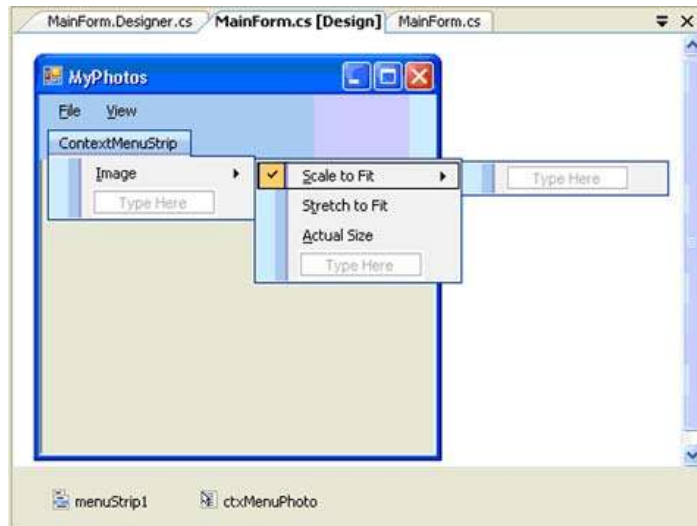 MainForm.Designer.cs MainForm.cs [Design] MainForm.cs
MyPhotos
File View
ContextMenuStrip
Image Scale to Fit Type Here
Type Here Stretch to Fit
Actual Size
Type Here
menuStrip1 ctxMenuPhoto